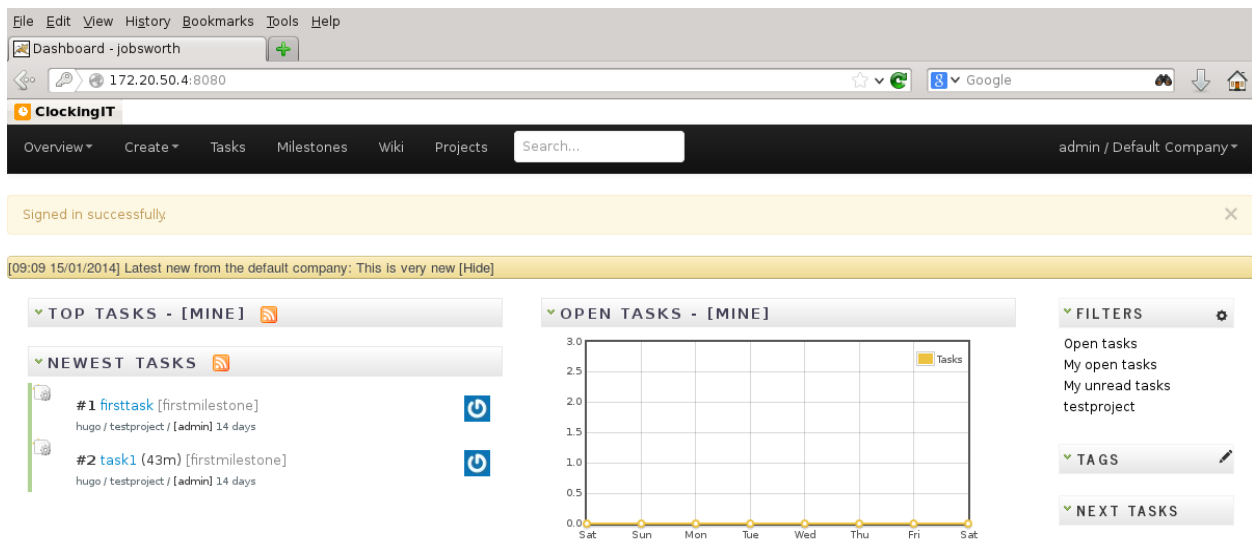 File Edit View History Bookmarks Tools Help
Dashboard - jobsworth
172.20.50.4:8080 Google
ClockingIT
Overview Create Tasks Milestones Wiki Projects Search... admin / Default Company
Signed in successfully. ×
[09:09 15/01/2014] Latest new from the default company: This is very new [Hide]
TOP TASKS - [MINE]
NEWEST TASKS
#1 firsttask [firstmilestone]
hugo / testproject / [admin] 14 days
#2 task1 (43m) [firstmilestone]
hugo / testproject / [admin] 14 days
OPEN TASKS - [MINE]
3.0
Tasks
2.5
2.0
1.5
1.0
0.5
0.0
Sat Sun Mon Tue Wed Thu Fri Sat
FILTERS
Open tasks
My open tasks
My unread tasks
testproject
TAGS
NEXT TASKS